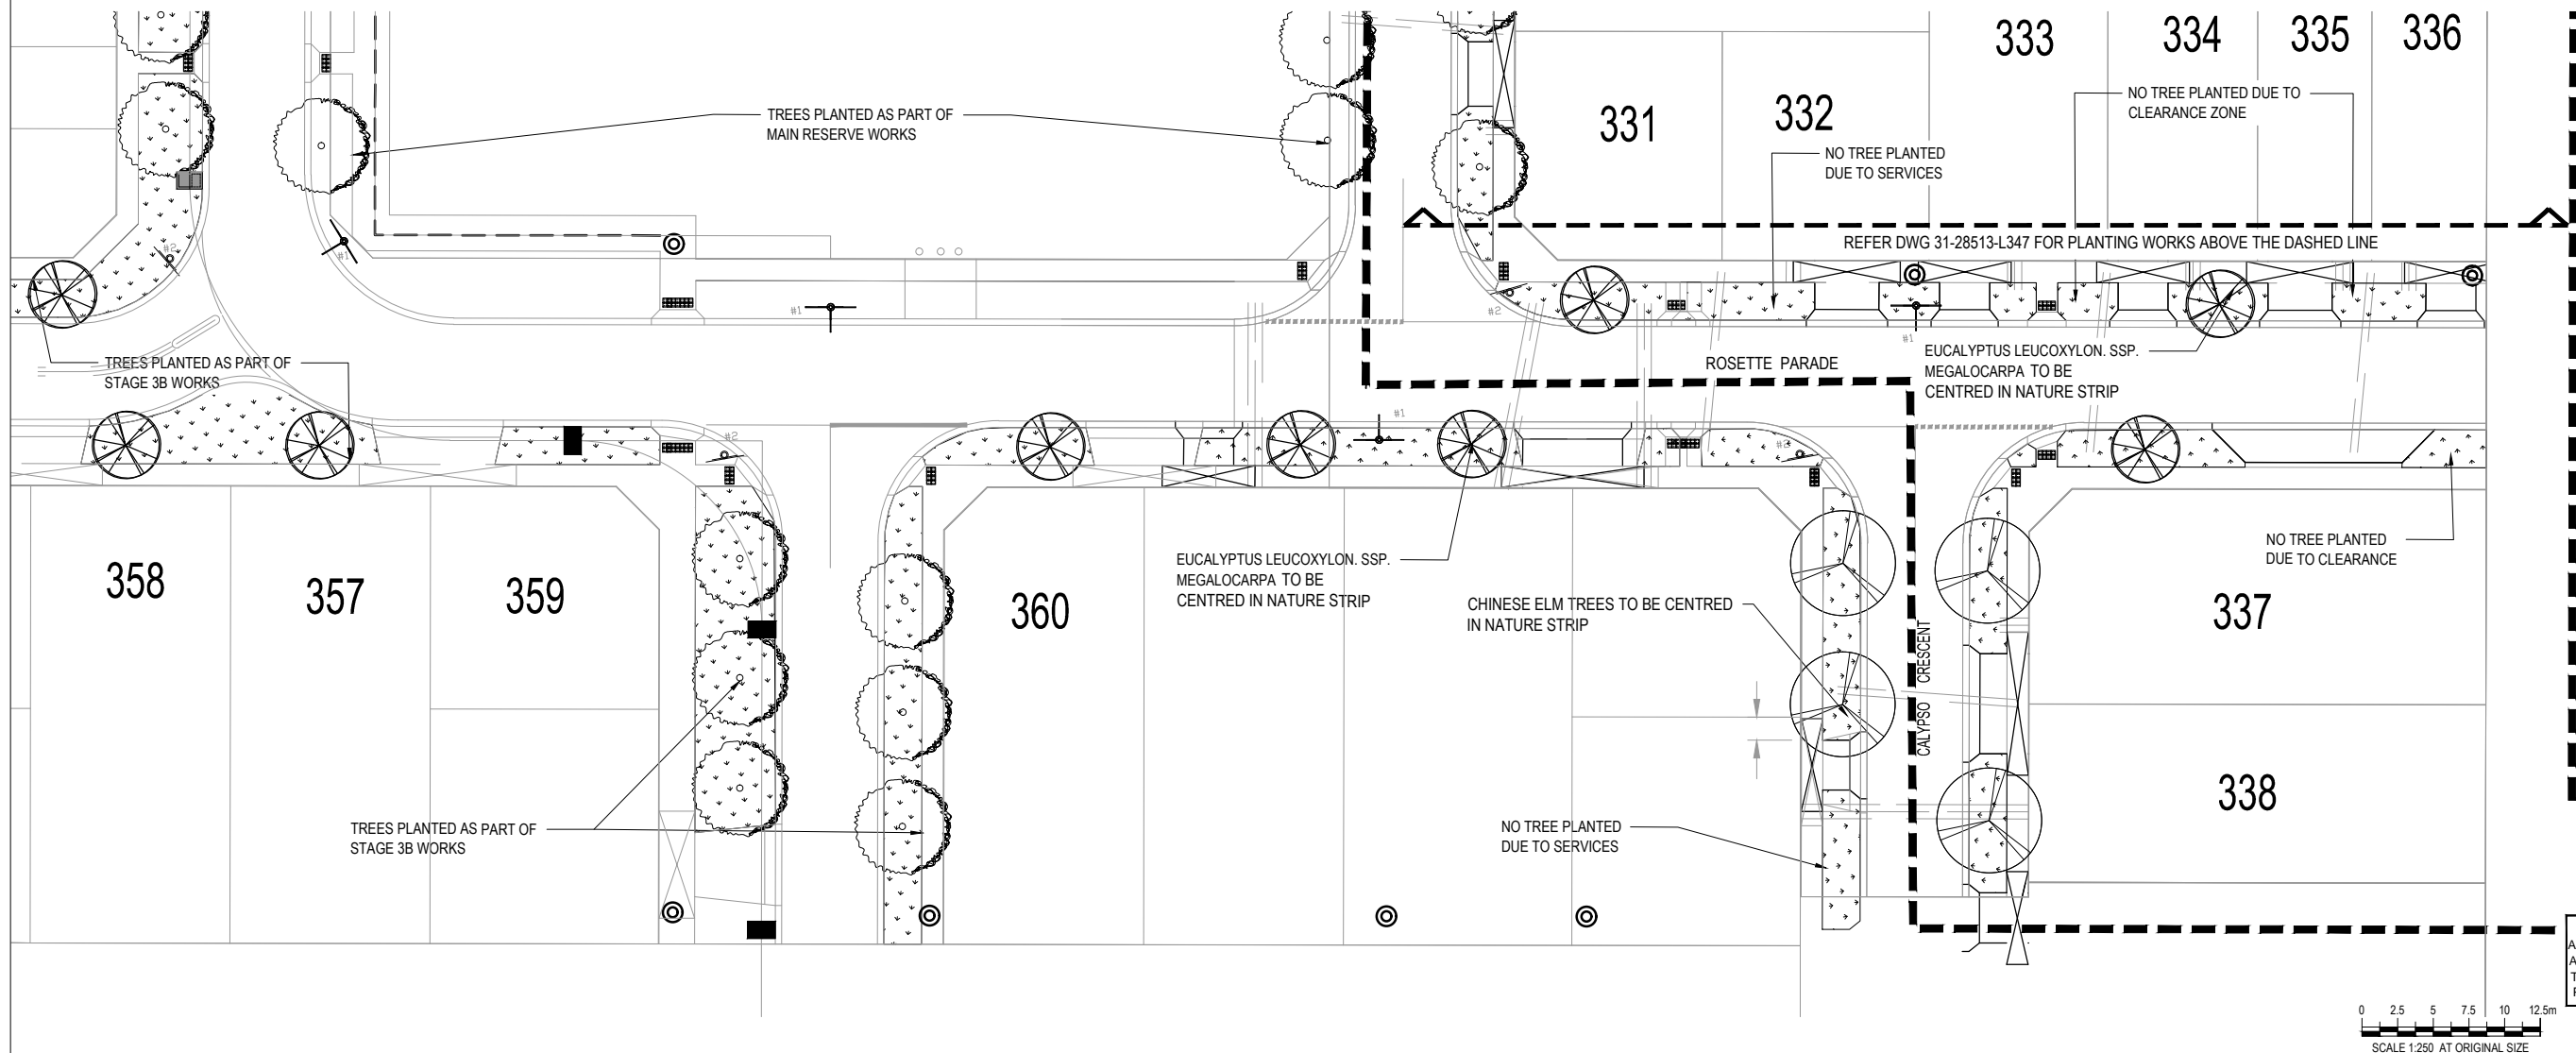 333
334
335
336
331
332
TREES PLANTED AS PART OF
MAIN RESERVE WORKS
NO TREE PLANTED DUE TO
CLEARANCE ZONE
NO TREE PLANTED
DUE TO SERVICES
REFER DWG 31-28513-L347 FOR PLANTING WORKS ABOVE THE DASHED LINE
#2
#1
#1
#2
#1
TREES PLANTED AS PART OF
STAGE 3B WORKS
ROSETTE PARADE
EUCALYPTUS LEUCOXYLON. SSP.
MEGALOCARPA TO BE
CENTRED IN NATURE STRIP
#2
#1
NO TREE PLANTED
DUE TO CLEARANCE
358
357
359
360
337
338
EUCALYPTUS LEUCOXYLON. SSP.
MEGALOCARPA TO BE
CENTRED IN NATURE STRIP
CHINESE ELM TREES TO BE CENTRED
IN NATURE STRIP
CALYPSO CRESCENT
TREES PLANTED AS PART OF
STAGE 3B WORKS
NO TREE PLANTED
DUE TO SERVICES
0 2.5 5 7.5 10 12.5m
SCALE 1:250 AT ORIGINAL SIZE